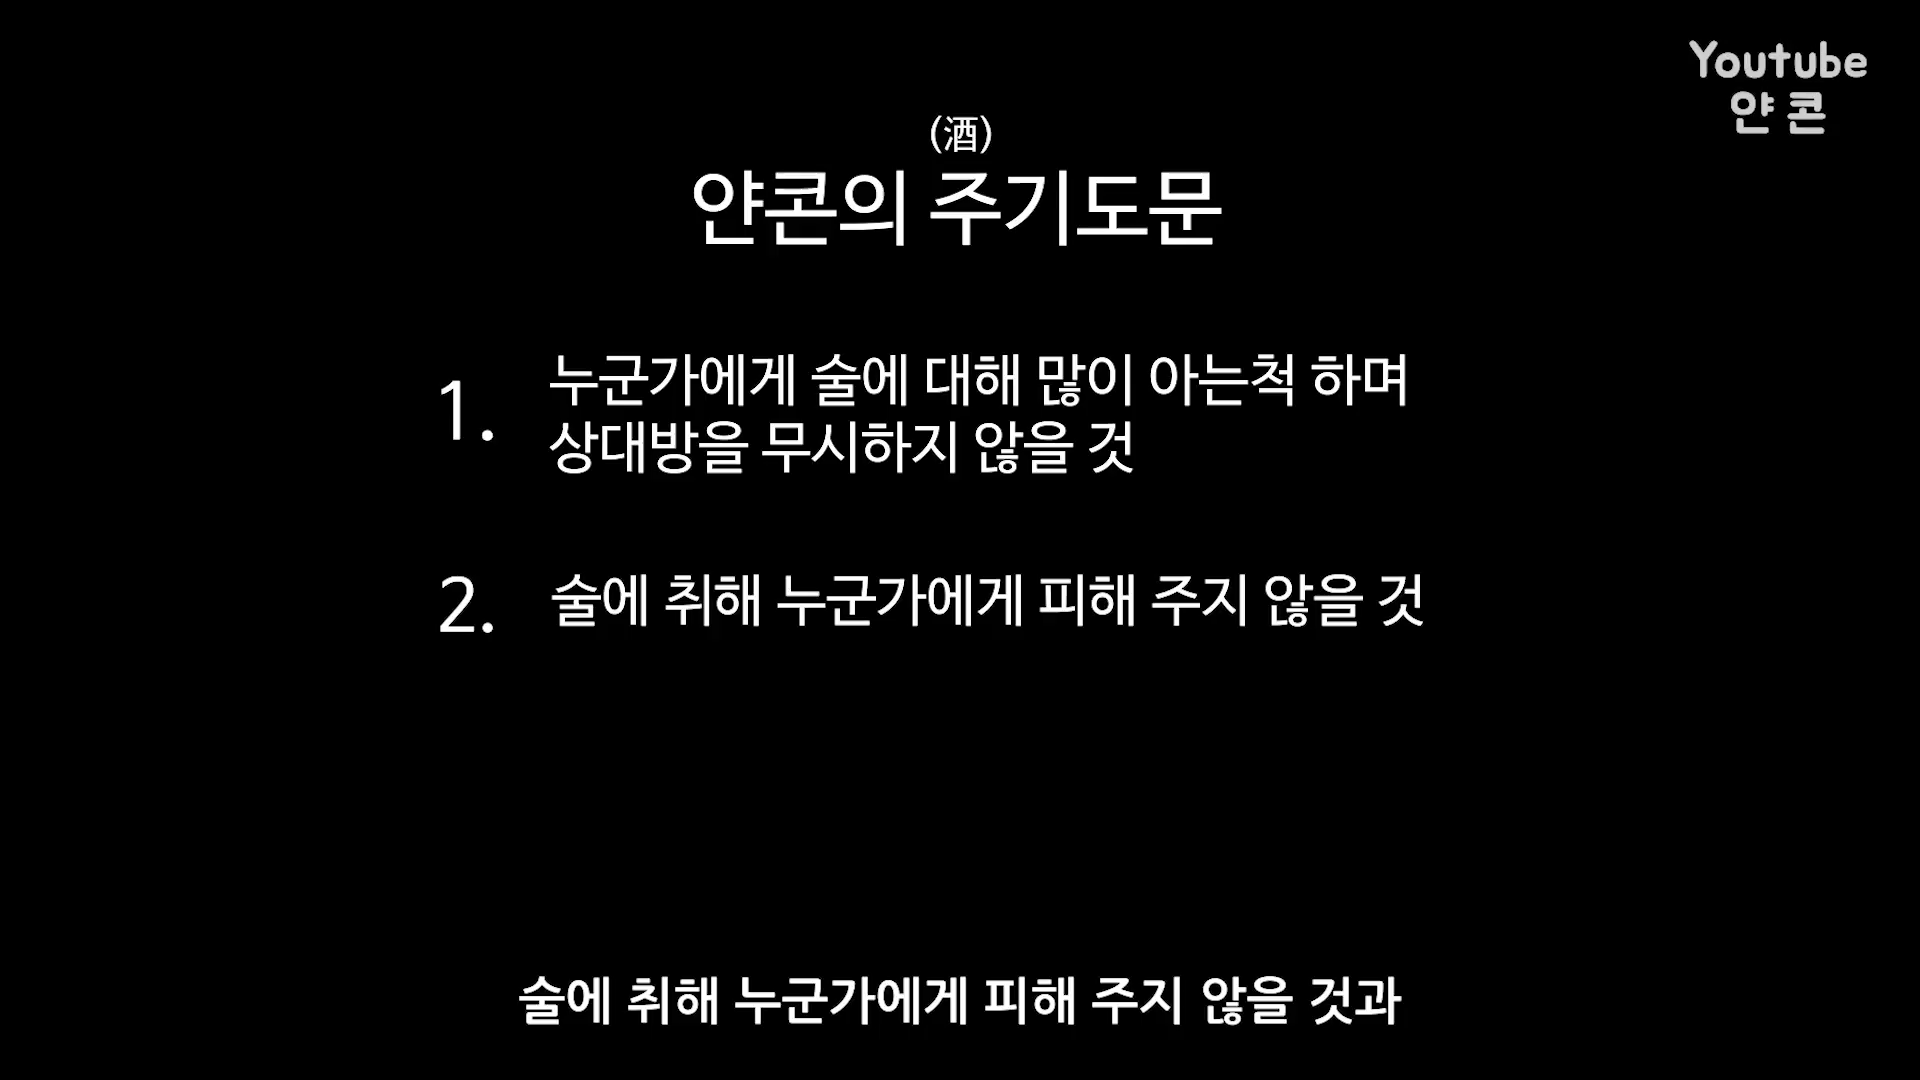 Youtube
얀콘
(酒)
얀콘의 주기도문
1. 누군가에게 술에 대해 많이 아는척 하며
상대방을 무시하지 않을 것
2. 술에 취해 누군가에게 피해 주지 않을 것
술에 취해 누군가에게 피해 주지 않을 것과